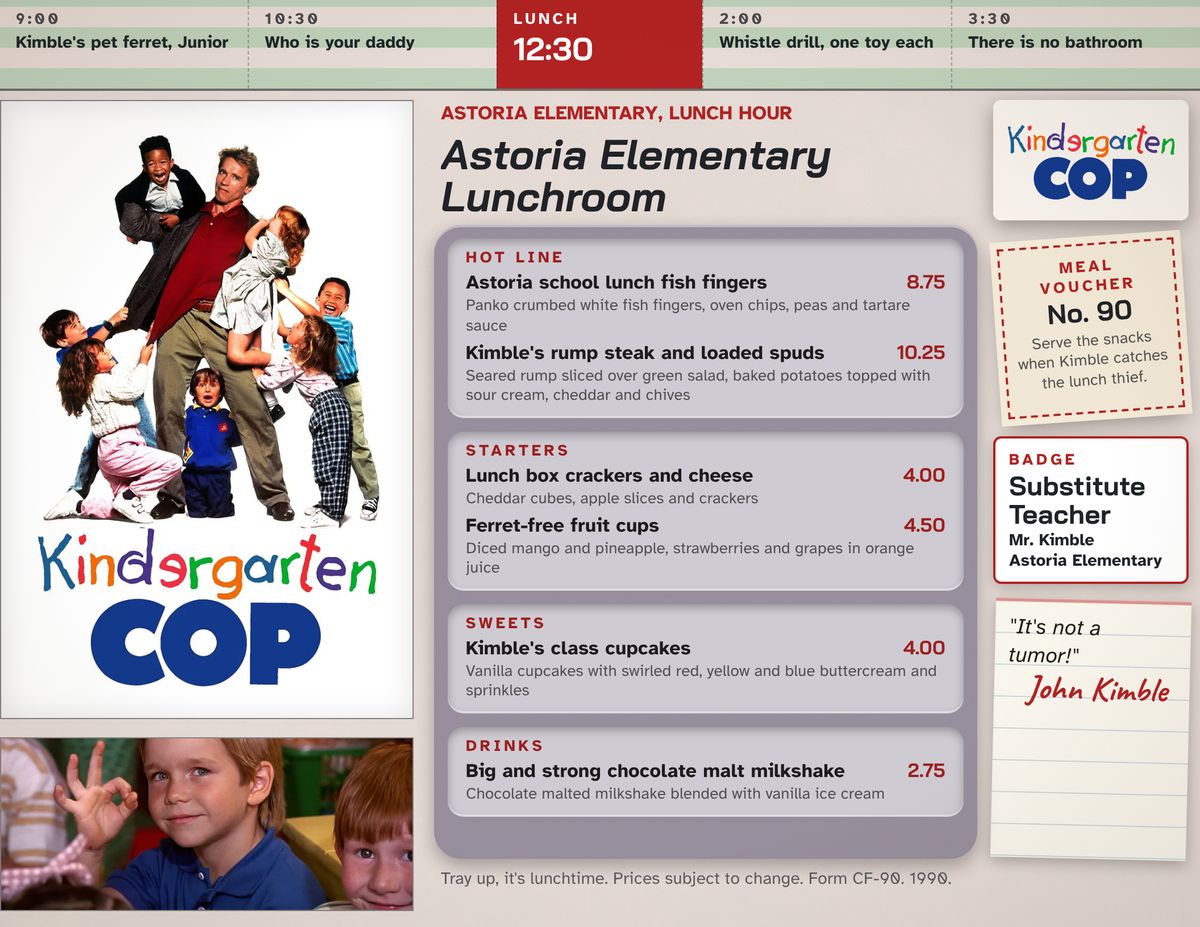 9:00
Kimble's pet ferret, Junior
10:30
Who is your daddy
LUNCH
12:30
2:00
Whistle drill, one toy each
3:30
There is no bathroom
Kindergarten
COP
ASTORIA ELEMENTARY, LUNCH HOUR
Astoria Elementary
Lunchroom
HOT LINE
Astoria school lunch fish fingers 8.75
Panko crumbed white fish fingers, oven chips, peas and tartare
sauce
Kimble's rump steak and loaded spuds 10.25
Seared rump sliced over green salad, baked potatoes topped with
sour cream, cheddar and chives
STARTERS
Lunch box crackers and cheese 4.00
Cheddar cubes, apple slices and crackers
Ferret-free fruit cups 4.50
Diced mango and pineapple, strawberries and grapes in orange
juice
SWEETS
Kimble's class cupcakes 4.00
Vanilla cupcakes with swirled red, yellow and blue buttercream and
sprinkles
DRINKS
Big and strong chocolate malt milkshake 2.75
Chocolate malted milkshake blended with vanilla ice cream
Tray up, it's lunchtime. Prices subject to change. Form CF-90. 1990.
Kindergarten
COP
MEAL
VOUCHER
No. 90
Serve the snacks
when Kimble catches
the lunch thief.
BADGE
Substitute
Teacher
Mr. Kimble
Astoria Elementary
"It's not a
tumor!"
John Kimble